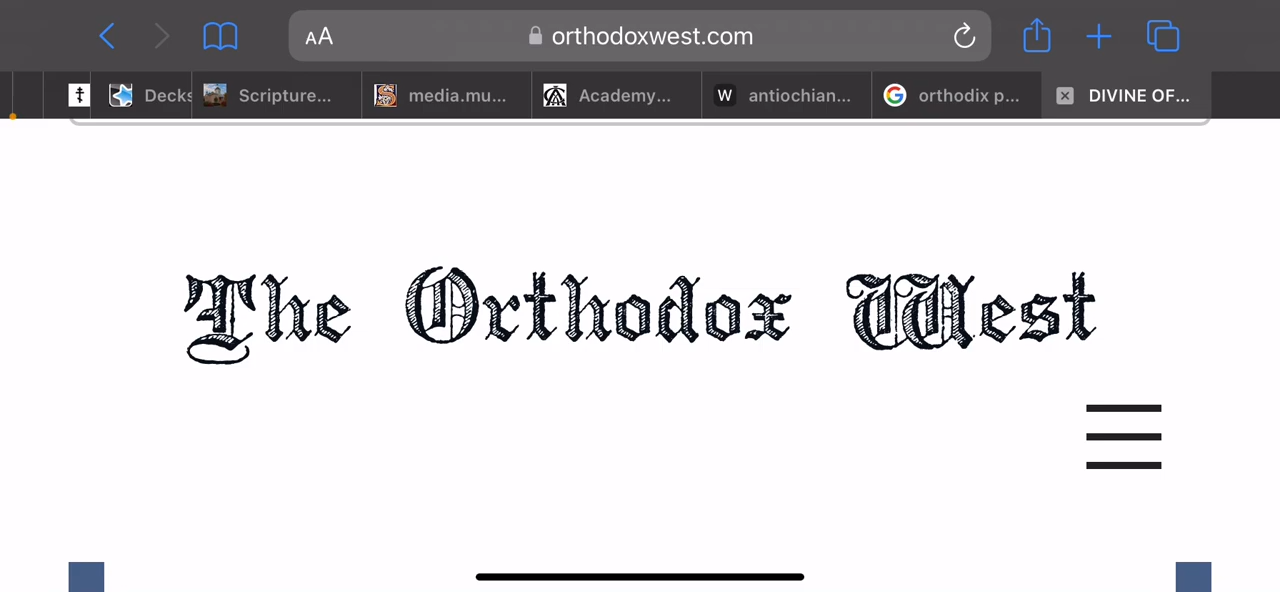 AA orthodoxwest.com
Decks Scripture... media.mu... Academy... W antiochian... G orthodix p... DIVINE OF...
The Orthodox West